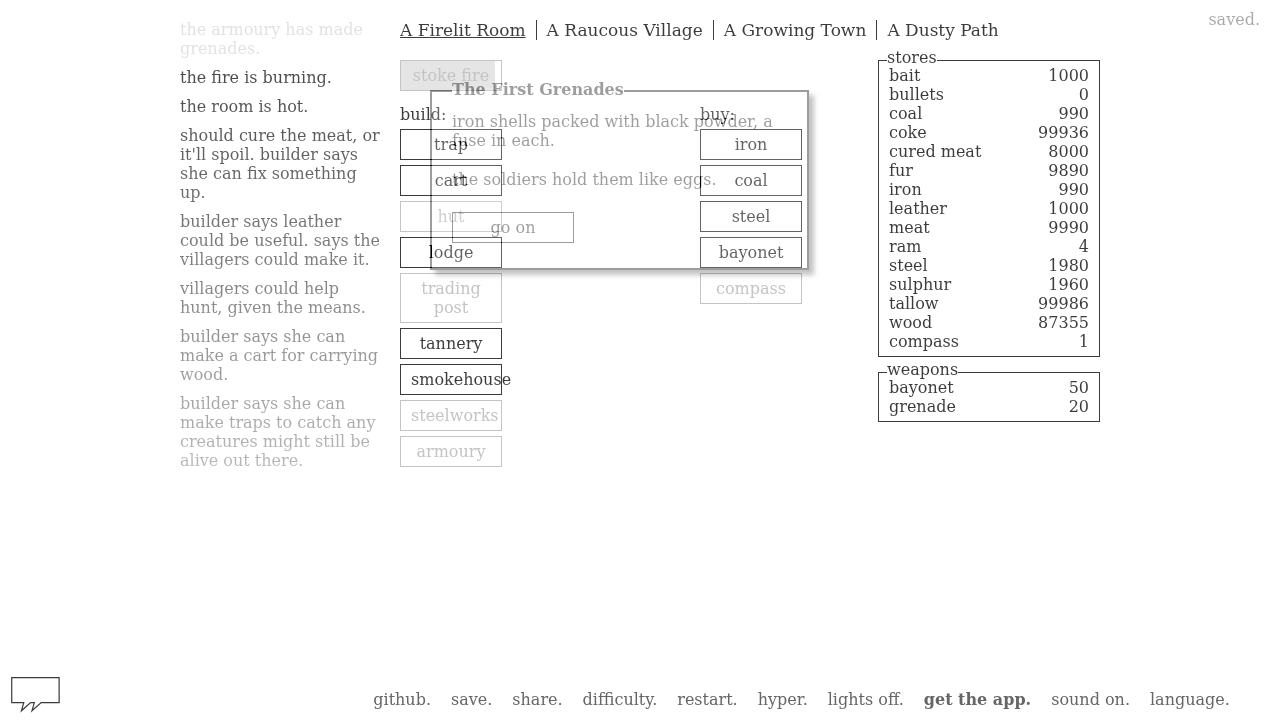 the armoury has made
grenades.
the fire is burning.
the room is hot.
should cure the meat, or
it'll spoil. builder says
she can fix something
up.
builder says leather
could be useful. says the
villagers could make it.
villagers could help
hunt, given the means.
builder says she can
make a cart for carrying
wood.
builder says she can
make traps to catch any
creatures might still be
alive out there.
A Firelit Room
A Raucous Village
A Growing Town
A Dusty Path
saved.
stoke fire
build:
trap
cart
hut
lodge
trading
post
tannery
smokehouse
steelworks
armoury
The First Grenades
iron shells packed with black powder, a
fuse in each.
the soldiers hold them like eggs.
go on
buy:
iron
coal
steel
bayonet
compass
stores
bait 1000
bullets 0
coal 990
coke 99936
cured meat 8000
fur 9890
iron 990
leather 1000
meat 9990
ram 4
steel 1980
sulphur 1960
tallow 99986
wood 87355
compass 1
weapons
bayonet 50
grenade 20
github. save. share. difficulty. restart. hyper. lights off. get the app. sound on. language.